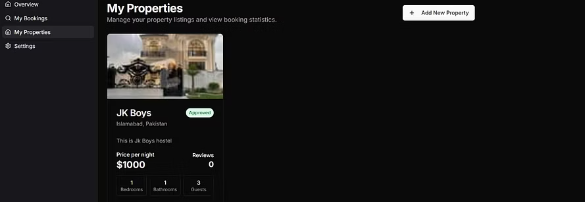 Overview
My Bookings
My Properties
Settings
My Properties
Manage your property listings and view booking statistics.
+ Add New Property
JK Boys
Approved
Islamabad, Pakistan
This is Jk Boys hostel
Price per night
$1000
Reviews
0
1
Bedrooms
1
Bathrooms
3
Guests